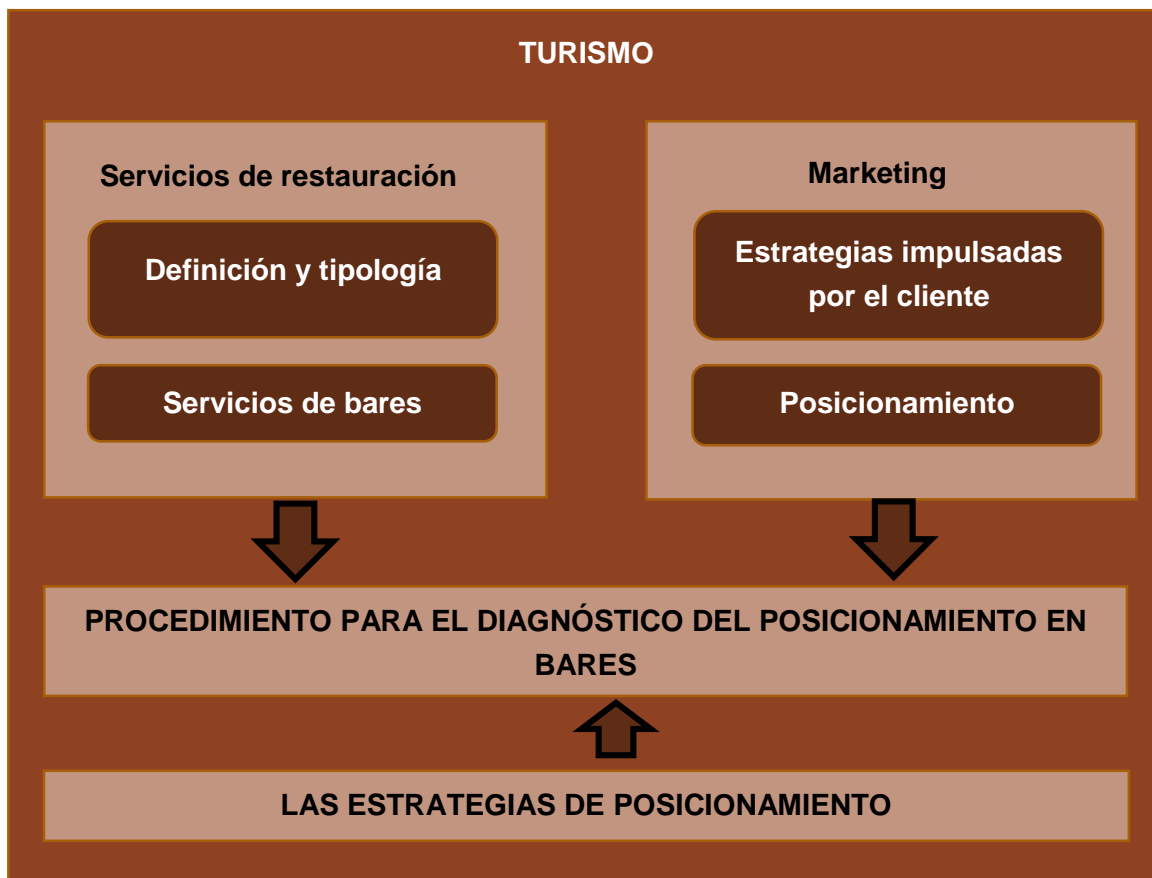 TURISMO
Servicios de restauración
Definición y tipología
Servicios de bares
Marketing
Estrategias impulsadas
por el cliente
Posicionamiento
PROCEDIMIENTO PARA EL DIAGNÓSTICO DEL POSICIONAMIENTO EN
BARES
LAS ESTRATEGIAS DE POSICIONAMIENTO